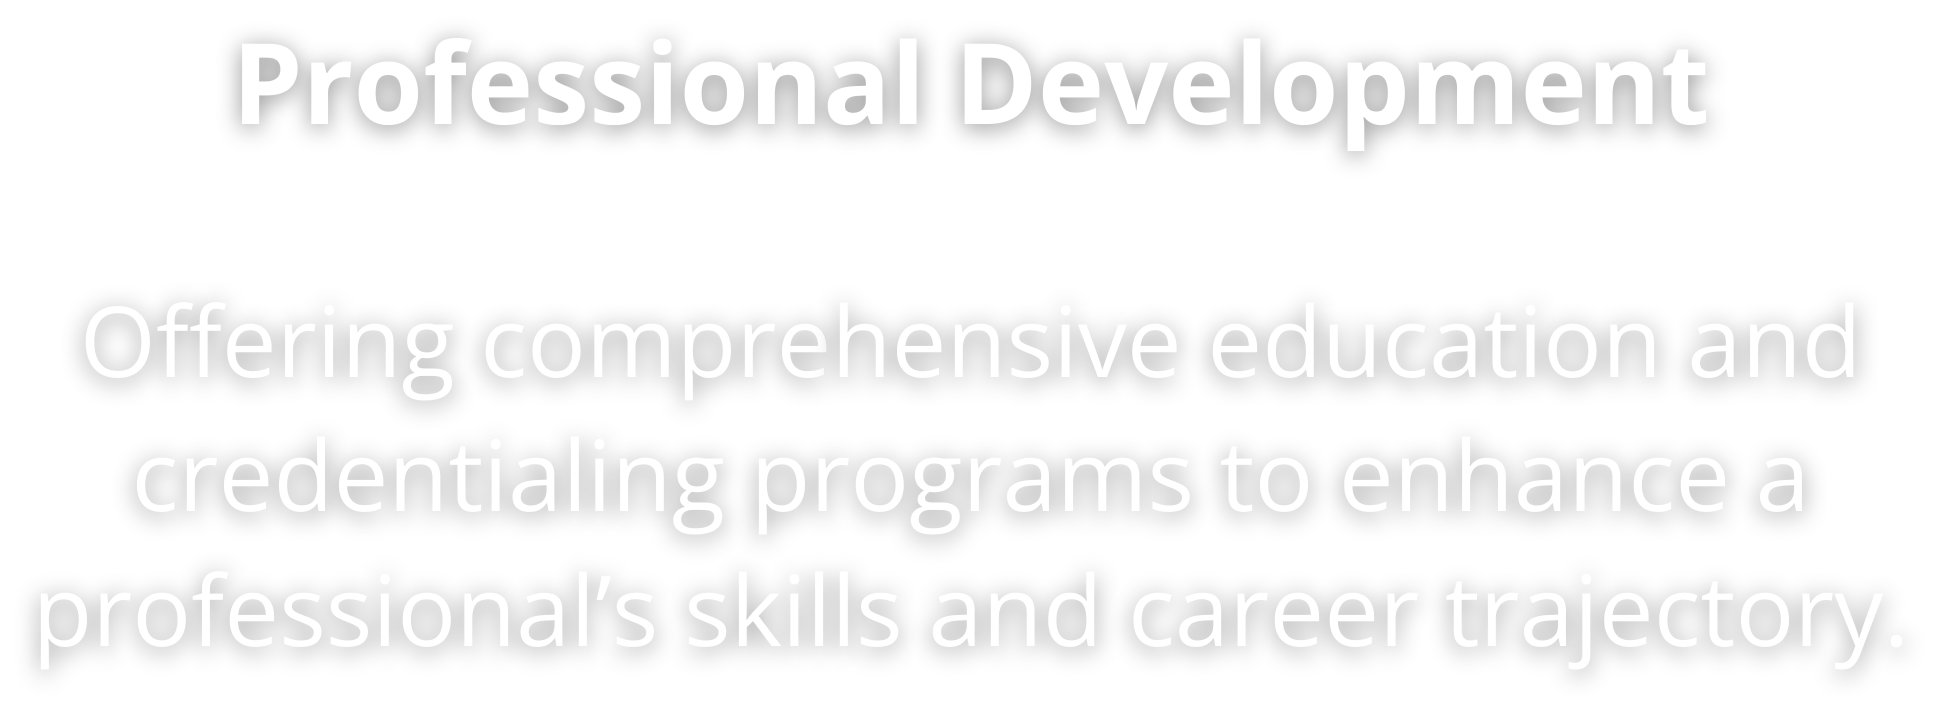 Professional Development
Offering comprehensive education and
credentialing programs to enhance a
professional’s skills and career trajectory.